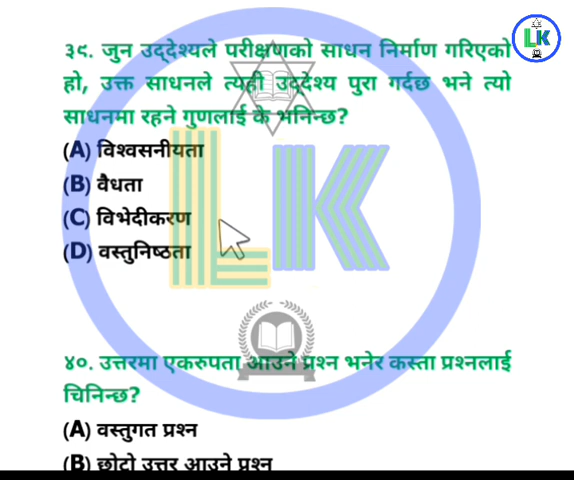 LK
३९. जुन उद्देश्यले परीक्षणको साधन निर्माण गरिएको
हो, उक्त साधनले त्यही उद्देश्य पुरा गर्दछ भने त्यो
साधनमा रहने गुणलाई के भनिन्छ?
(A) विश्वसनीयता
(B) वैधता
(C) विभेदीकरण
(D) वस्तुनिष्ठता
LK
४०. उत्तरमा एकरुपता आउने प्रश्न भनेर कस्ता प्रश्नलाई
चिनिन्छ?
(A) वस्तुगत प्रश्न
(B) छोटो उत्तर आउने प्रश्न